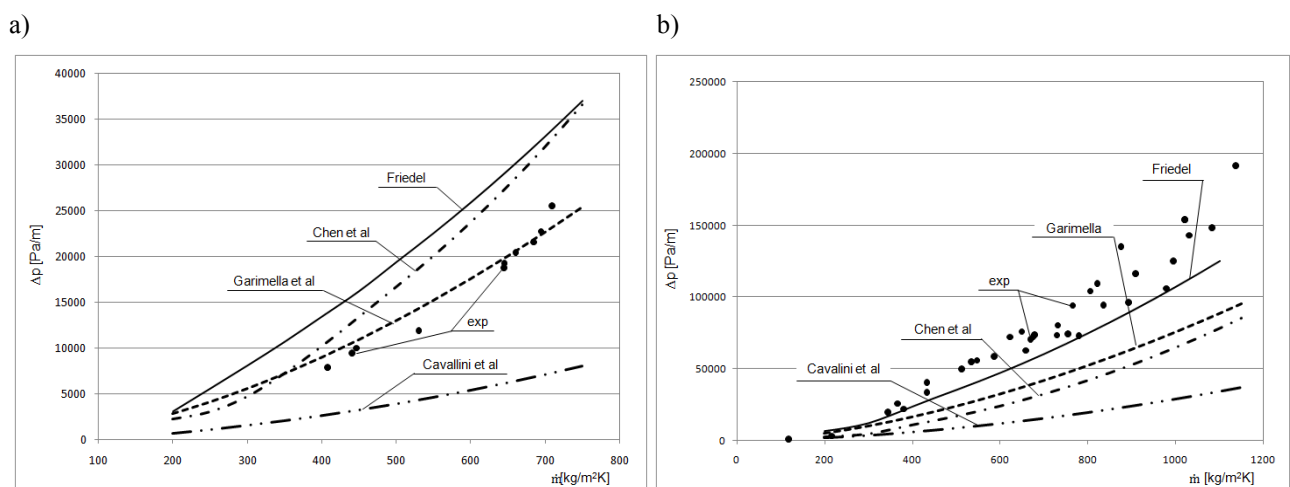 a)
Δp [Pa/m]
40000
35000
30000
25000
20000
15000
10000
5000
0
100
200
300
400
500
600
700
800
ṁ[kg/m²K]
Friedel
Chen et al
Garimella et al
exp
Cavallini et al
b)
Δp [Pa/m]
250000
200000
150000
100000
50000
0
0
200
400
600
800
1000
1200
ṁ [kg/m²K]
Friedel
Garimella
exp
Chen et al
Cavalini et al